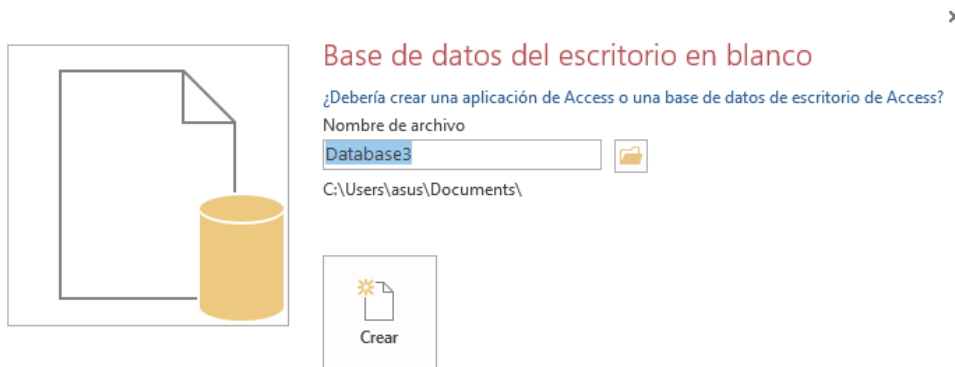 Base de datos del escritorio en blanco
¿Debería crear una aplicación de Access o una base de datos de escritorio de Access?
Nombre de archivo
Database3
C:\Users\asus\Documents\
Crear